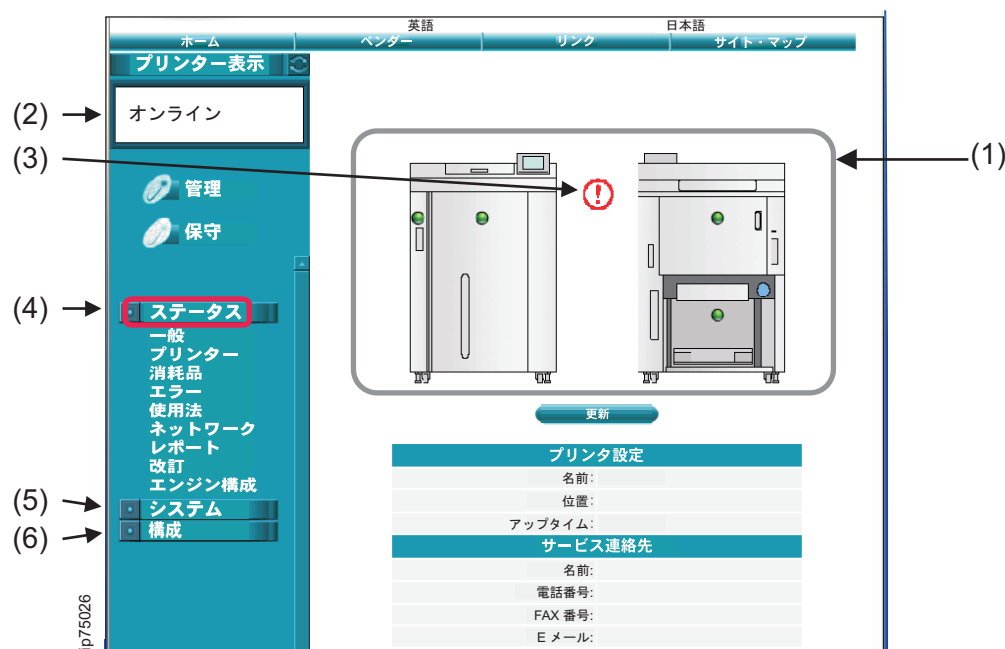 英語 日本語
ホーム ベンダー リンク サイト・マップ
プリンター表示
(2) オンライン
(3)
(1)
管理
保守
(4) ステータス
一般
プリンター
消耗品
エラー
使用法
ネットワーク
レポート
改訂
エンジン構成
(5) システム
(6) 構成
更新
プリンタ設定
名前:
位置:
アップタイム:
サービス連絡先
名前:
電話番号:
FAX 番号:
E メール:
ip75026